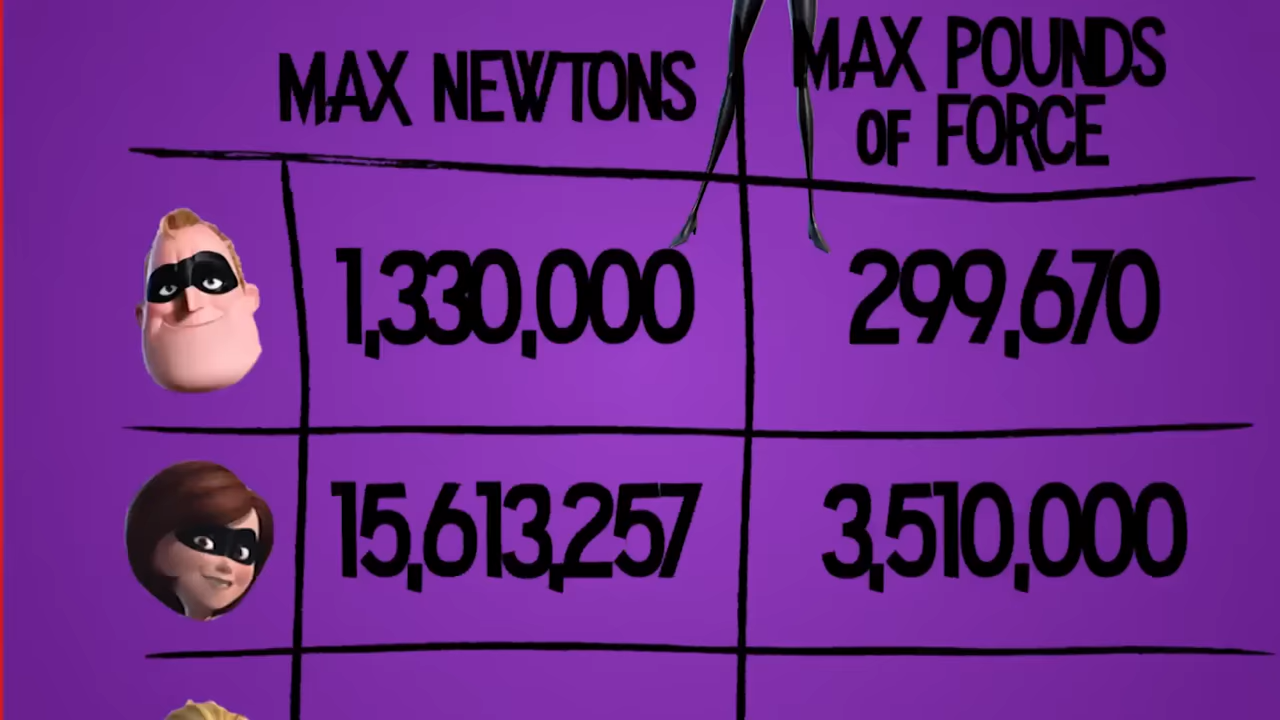 MAX NEWTONS
MAX POUNDS
OF FORCE
1,330,000
299,670
15,613,257
3,510,000